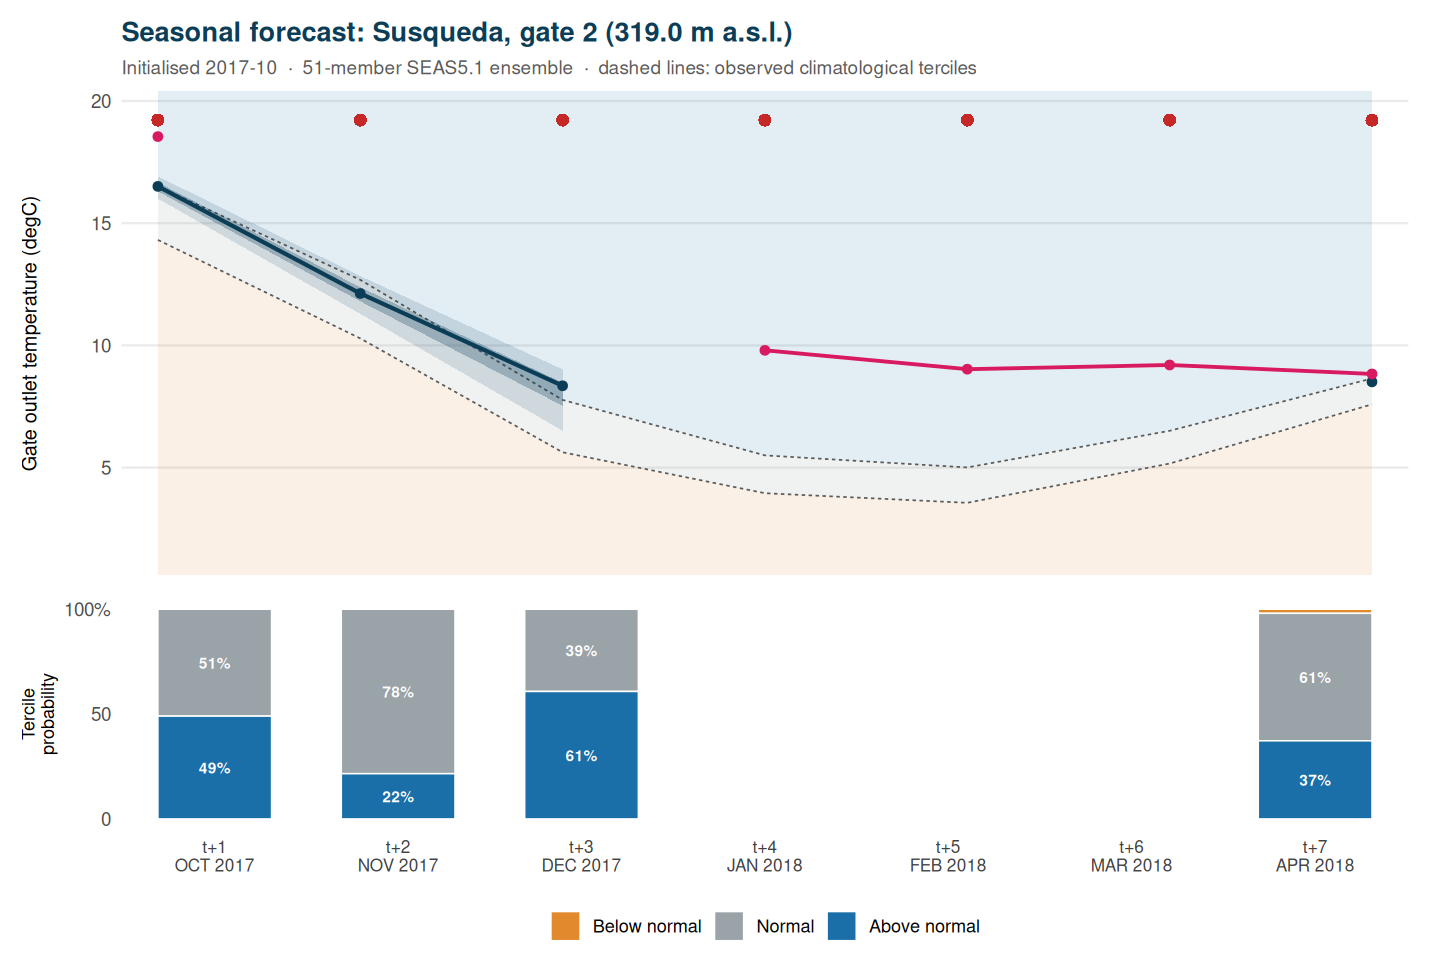 Seasonal forecast: Susqueda, gate 2 (319.0 m a.s.l.)
Initialised 2017-10 · 51-member SEAS5.1 ensemble · dashed lines: observed climatological terciles
Gate outlet temperature (degC)
20
15
10
5
Tercile
probability
100%
50
0
51%
49%
78%
22%
39%
61%
61%
37%
t+1
OCT 2017
t+2
NOV 2017
t+3
DEC 2017
t+4
JAN 2018
t+5
FEB 2018
t+6
MAR 2018
t+7
APR 2018
Below normal
Normal
Above normal